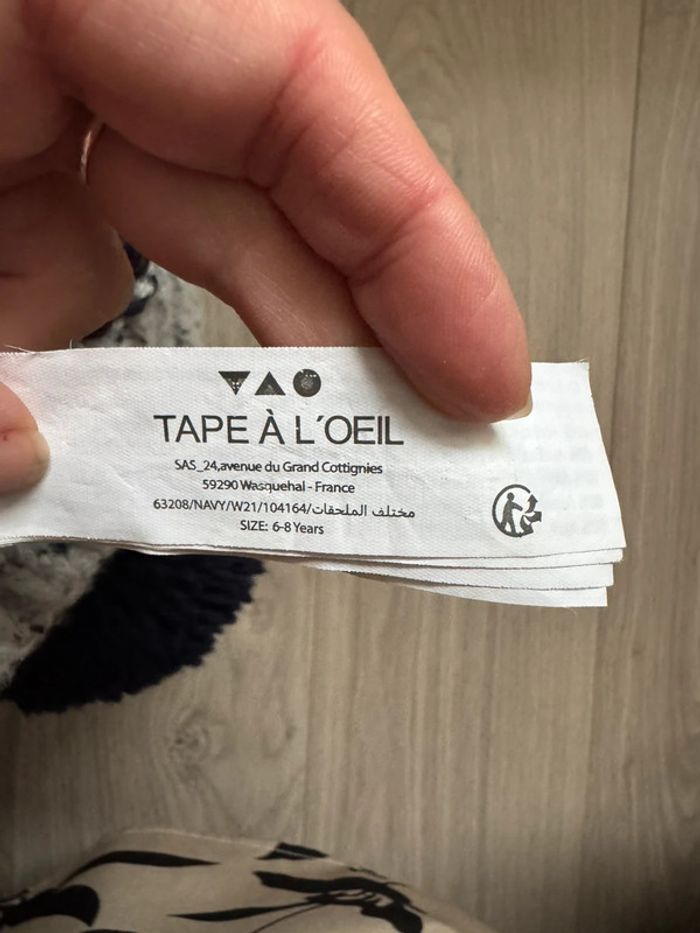 TAPE À L´OEIL
SAS_24,avenue du Grand Cottignies
59290 Wasquehal - France
63208/NAVY/W21/104164/مختلف الملحقات
SIZE: 6-8 Years